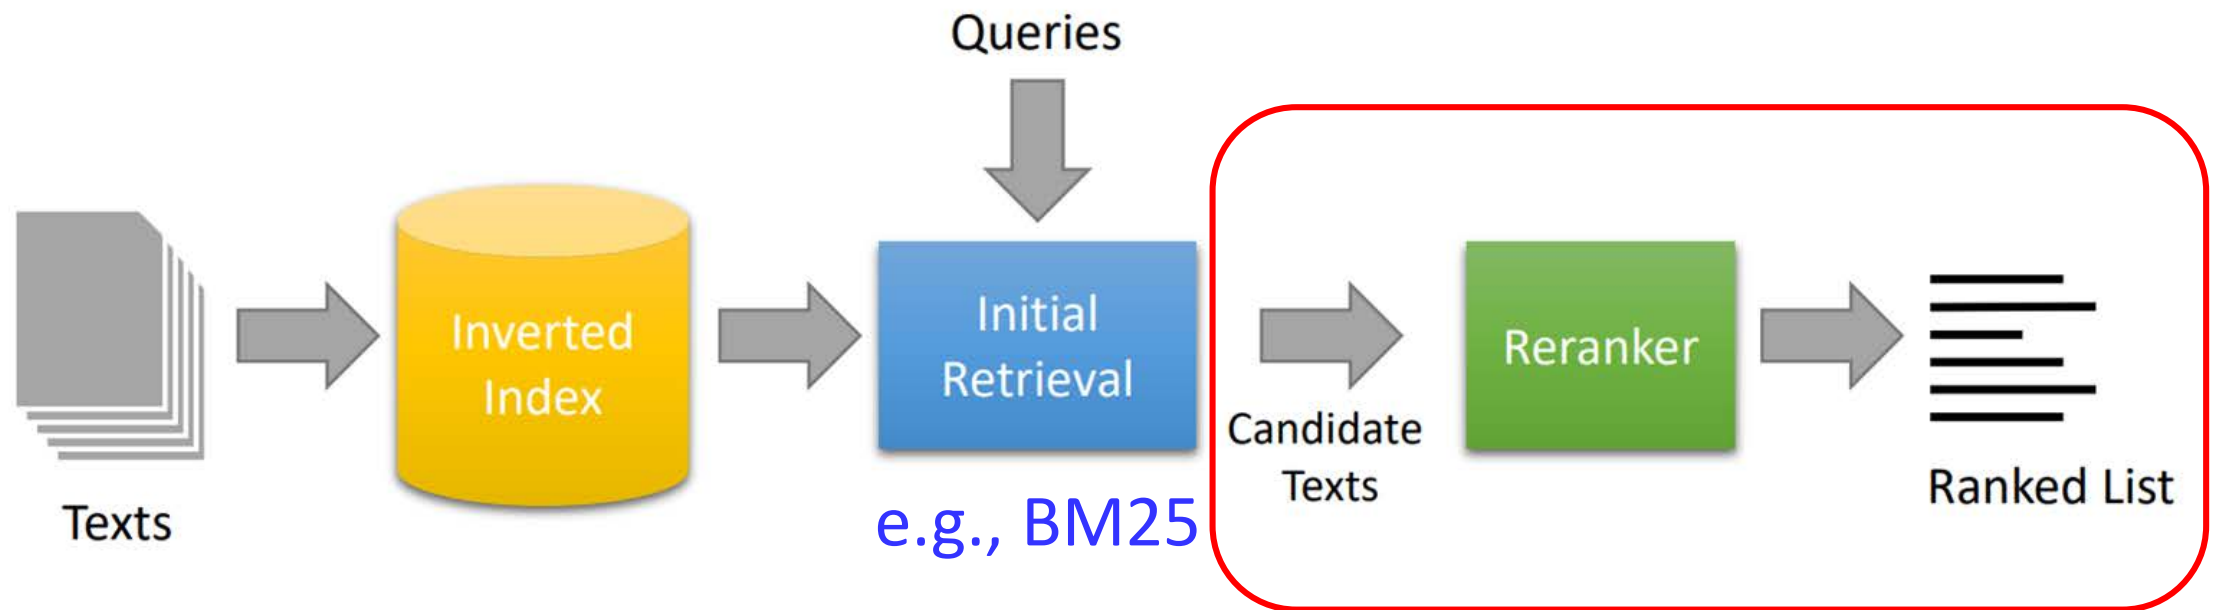 Queries
Texts
Inverted
Index
Initial
Retrieval
e.g., BM25
Candidate
Texts
Reranker
Ranked List